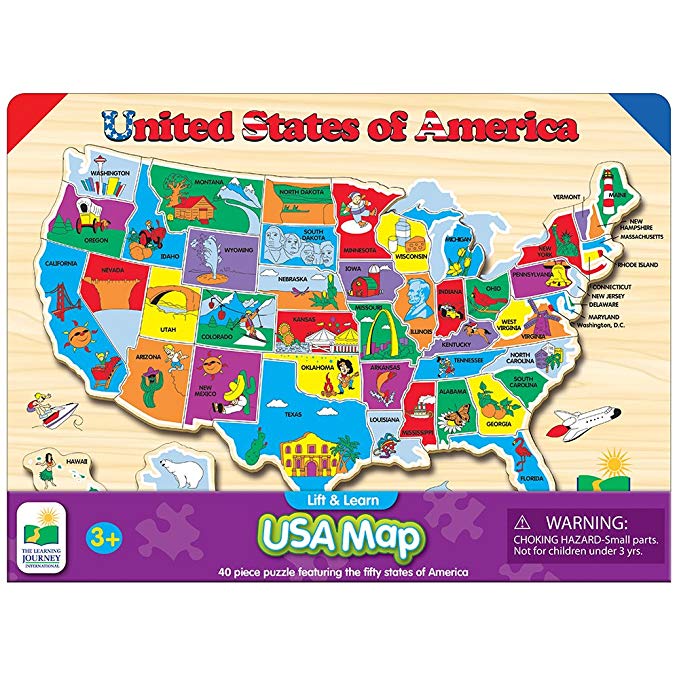 United States of America
WASHINGTON
MONTANA
NORTH DAKOTA
MINNESOTA
VERMONT
MAINE
OREGON
IDAHO
WYOMING
SOUTH DAKOTA
WISCONSIN
MICHIGAN
NEW YORK
NEW HAMPSHIRE
MASSACHUSETTS
CALIFORNIA
NEVADA
UTAH
COLORADO
NEBRASKA
IOWA
ILLINOIS
INDIANA
OHIO
PENNSYLVANIA
RHODE ISLAND
CONNECTICUT
NEW JERSEY
DELAWARE
MARYLAND
Washington, D.C.
KANSAS
MISSOURI
KENTUCKY
WEST VIRGINIA
VIRGINIA
ARIZONA
NEW MEXICO
OKLAHOMA
ARKANSAS
TENNESSEE
NORTH CAROLINA
SOUTH CAROLINA
TEXAS
LOUISIANA
MISSISSIPPI
ALABAMA
GEORGIA
FLORIDA
HAWAII
Lift & Learn
USA Map
40 piece puzzle featuring the fifty states of America
THE LEARNING
JOURNEY
INTERNATIONAL
3+
WARNING:
CHOKING HAZARD-Small parts.
Not for children under 3 yrs.